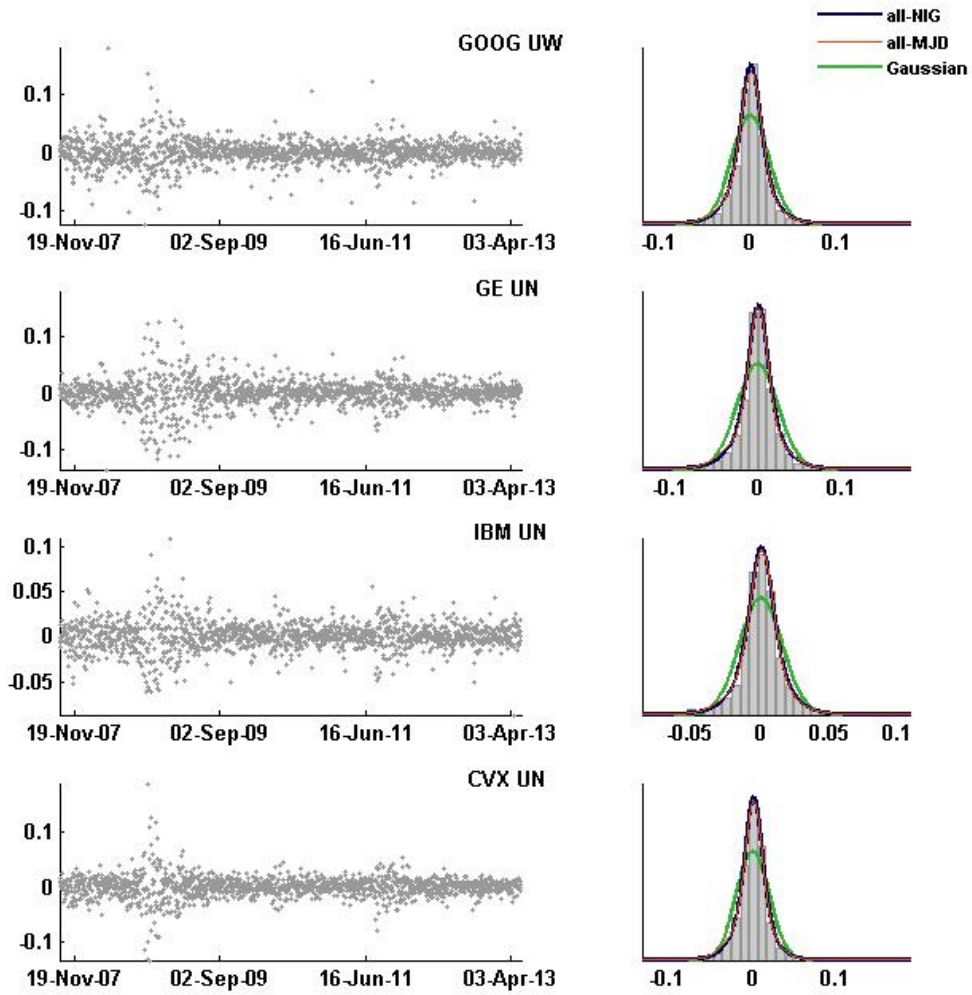 GOOG UW
all-NIG
all-MJD
Gaussian
0.1
0
-0.1
19-Nov-07 02-Sep-09 16-Jun-11 03-Apr-13
-0.1 0 0.1
GE UN
0.1
0
-0.1
19-Nov-07 02-Sep-09 16-Jun-11 03-Apr-13
-0.1 0 0.1
IBM UN
0.1
0.05
0
-0.05
19-Nov-07 02-Sep-09 16-Jun-11 03-Apr-13
-0.05 0 0.05 0.1
CVX UN
0.1
0
-0.1
19-Nov-07 02-Sep-09 16-Jun-11 03-Apr-13
-0.1 0 0.1